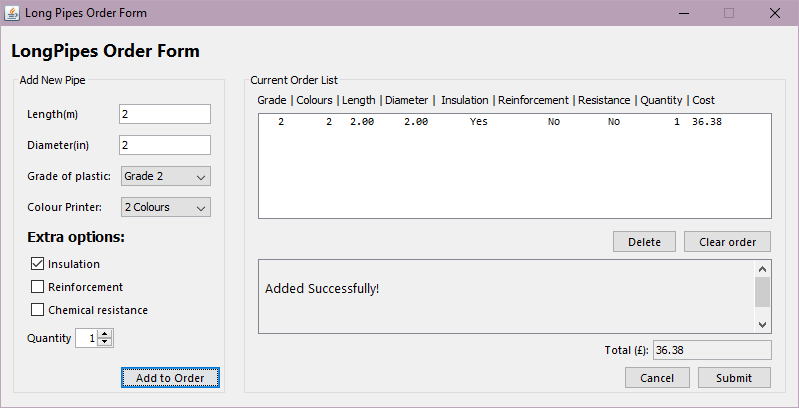 Long Pipes Order Form
LongPipes Order Form
Add New Pipe
Length(m) 2
Diameter(in) 2
Grade of plastic: Grade 2
Colour Printer: 2 Colours
Extra options:
Insulation
Reinforcement
Chemical resistance
Quantity 1
Add to Order
Current Order List
Grade | Colours | Length | Diameter | Insulation | Reinforcement | Resistance | Quantity | Cost
2 2 2.00 2.00 Yes No No 1 36.38
Delete Clear order
Added Successfully!
Total (£): 36.38
Cancel Submit